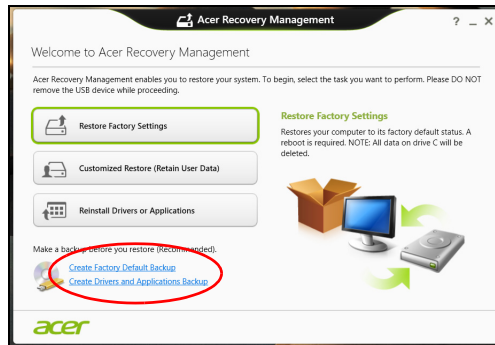 Acer Recovery Management
? _ X
Welcome to Acer Recovery Management
Acer Recovery Management enables you to restore your system. To begin, select the task you want to perform. Please DO NOT
remove the USB device while proceeding.
Restore Factory Settings
Customized Restore (Retain User Data)
Reinstall Drivers or Applications
Restore Factory Settings
Restores your computer to its factory default status. A
reboot is required. NOTE: All data on drive C will be
deleted.
Make a backup before you restore (Recommended).
Create Factory Default Backup
Create Drivers and Applications Backup
acer